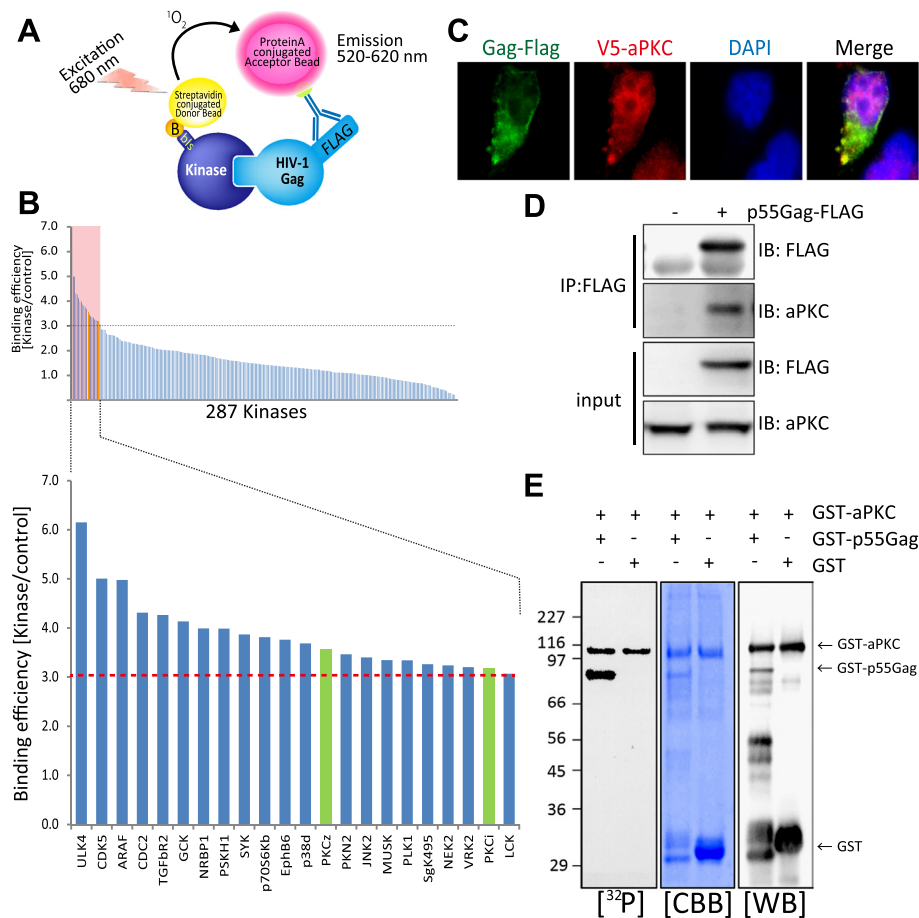 A
Excitation
680 nm
¹O₂
ProteinA
conjugated
Acceptor Bead
Emission
520-620 nm
Streptavidin
conjugated
Donor Bead
B
bls
Kinase
HIV-1
Gag
FLAG
B
Binding efficiency
[Kinase/control]
7.0
6.0
5.0
4.0
3.0
2.0
1.0
287 Kinases
Binding efficiency [Kinase/control]
7.0
6.0
5.0
4.0
3.0
2.0
1.0
0.0
ULK4
CDK5
ARAF
CDC2
TGFbR2
GCK
NRBP1
PSKH1
SYK
p70S6Kb
EphB6
p38d
PKCz
PKN2
JNK2
MUSK
PLK1
SgK495
NEK2
VRK2
PKCi
LCK
C
Gag-Flag V5-aPKC DAPI Merge
D
- + p55Gag-FLAG
IP:FLAG
IB: FLAG
IB: aPKC
input
IB: FLAG
IB: aPKC
E
+ + + + + + GST-aPKC
+ - + - + - GST-p55Gag
- + - + - + GST
227
116
97
66
56
45
36
29
← GST-aPKC
← GST-p55Gag
← GST
[³²P] [CBB] [WB]